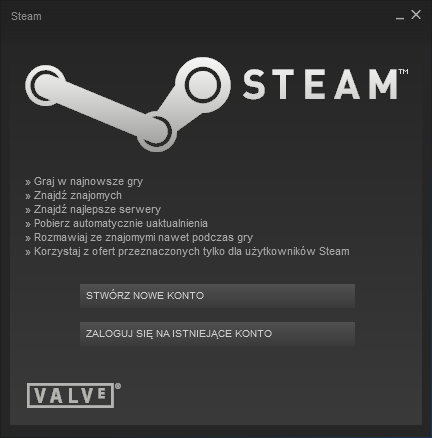 Steam
STEAM™
» Graj w najnowsze gry
» Znajdź znajomych
» Znajdź najlepsze serwery
» Pobierz automatycznie uaktualnienia
» Rozmawiaj ze znajomymi nawet podczas gry
» Korzystaj z ofert przeznaczonych tylko dla użytkowników Steam
STWÓRZ NOWE KONTO
ZALOGUJ SIĘ NA ISTNIEJĄCE KONTO
VALVE®